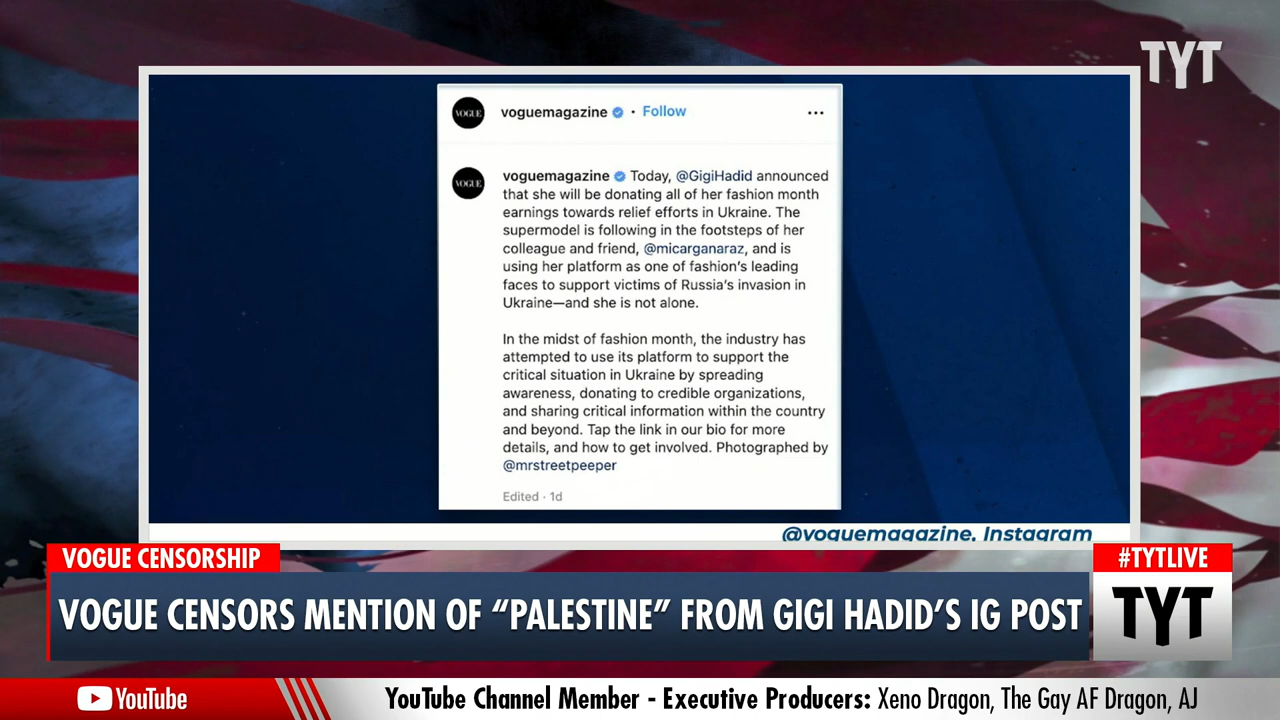 TYT
VOGUE
voguemagazine · Follow
...
VOGUE
voguemagazine Today, @GigiHadid announced
that she will be donating all of her fashion month
earnings towards relief efforts in Ukraine. The
supermodel is following in the footsteps of her
colleague and friend, @micarganaraz, and is
using her platform as one of fashion's leading
faces to support victims of Russia's invasion in
Ukraine—and she is not alone.
In the midst of fashion month, the industry has
attempted to use its platform to support the
critical situation in Ukraine by spreading
awareness, donating to credible organizations,
and sharing critical information within the country
and beyond. Tap the link in our bio for more
details, and how to get involved. Photographed by
@mrstreetpeeper
Edited · 1d
@voguemagazine, Instagram
VOGUE CENSORSHIP
#TYTLIVE
VOGUE CENSORS MENTION OF “PALESTINE” FROM GIGI HADID’S IG POST
TYT
YouTube
YouTube Channel Member - Executive Producers: Xeno Dragon, The Gay AF Dragon, AJ